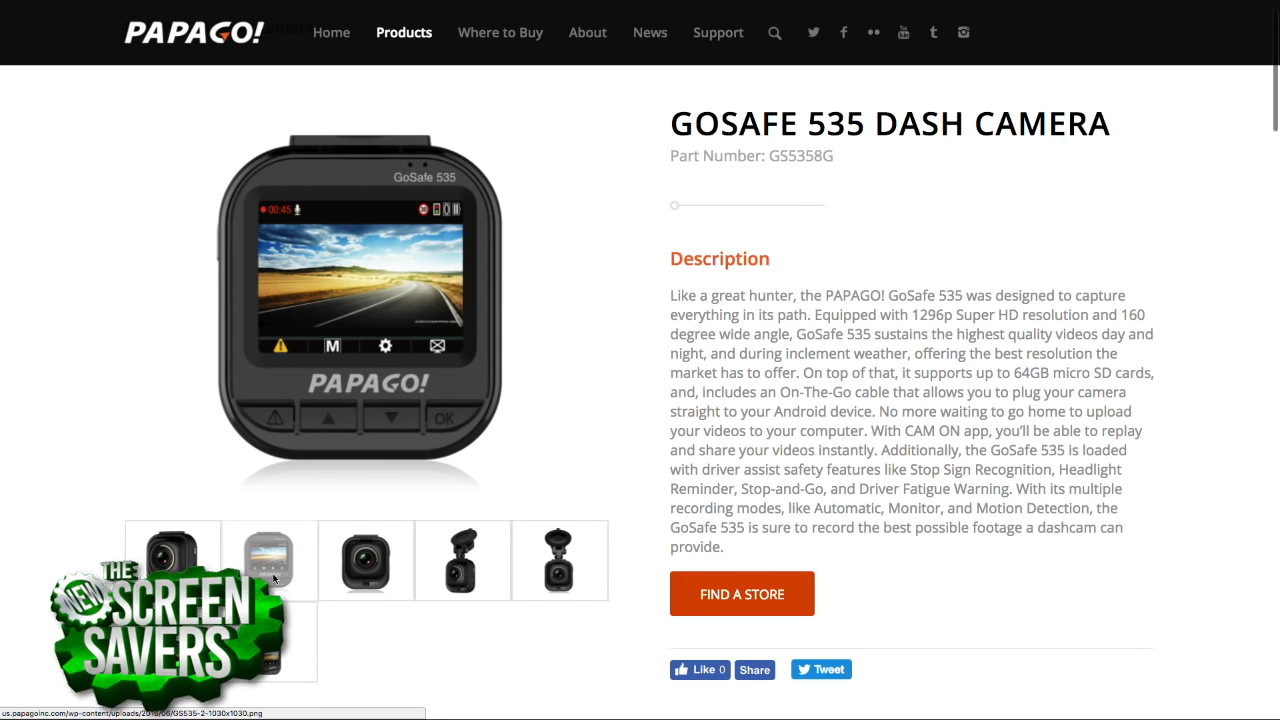 PAPAGO!
Home
Products
Where to Buy
About
News
Support
GOSAFE 535 DASH CAMERA
Part Number: GS5358G
GoSafe 535
00:45
M
PAPAGO!
OK
Description
Like a great hunter, the PAPAGO! GoSafe 535 was designed to capture
everything in its path. Equipped with 1296p Super HD resolution and 160
degree wide angle, GoSafe 535 sustains the highest quality videos day and
night, and during inclement weather, offering the best resolution the
market has to offer. On top of that, it supports up to 64GB micro SD cards,
and, includes an On-The-Go cable that allows you to plug your camera
straight to your Android device. No more waiting to go home to upload
your videos to your computer. With CAM ON app, you’ll be able to replay
and share your videos instantly. Additionally, the GoSafe 535 is loaded
with driver assist safety features like Stop Sign Recognition, Headlight
Reminder, Stop-and-Go, and Driver Fatigue Warning. With its multiple
recording modes, like Automatic, Monitor, and Motion Detection, the
GoSafe 535 is sure to record the best possible footage a dashcam can
provide.
FIND A STORE
Like 0
Share
Tweet
THE
NEW
SCREEN
SAVERS